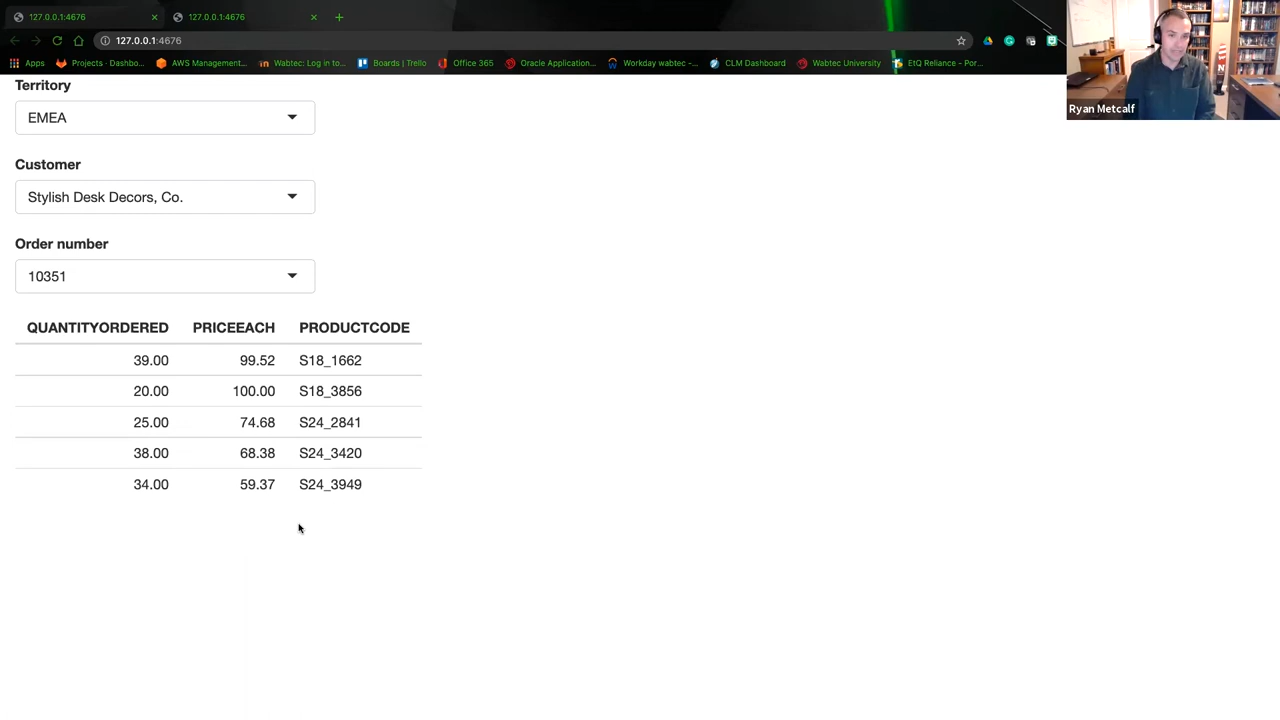 127.0.0.1:4676
127.0.0.1:4676
127.0.0.1:4676
Apps
Projects · Dashbo...
AWS Management...
Wabtec: Log in to...
Boards | Trello
Office 365
Oracle Application...
Workday wabtec -...
CLM Dashboard
Wabtec University
EtQ Reliance - Por...
Ryan Metcalf
Territory
EMEA
Customer
Stylish Desk Decors, Co.
Order number
10351
QUANTITYORDERED PRICEEACH PRODUCTCODE
39.00 99.52 S18_1662
20.00 100.00 S18_3856
25.00 74.68 S24_2841
38.00 68.38 S24_3420
34.00 59.37 S24_3949